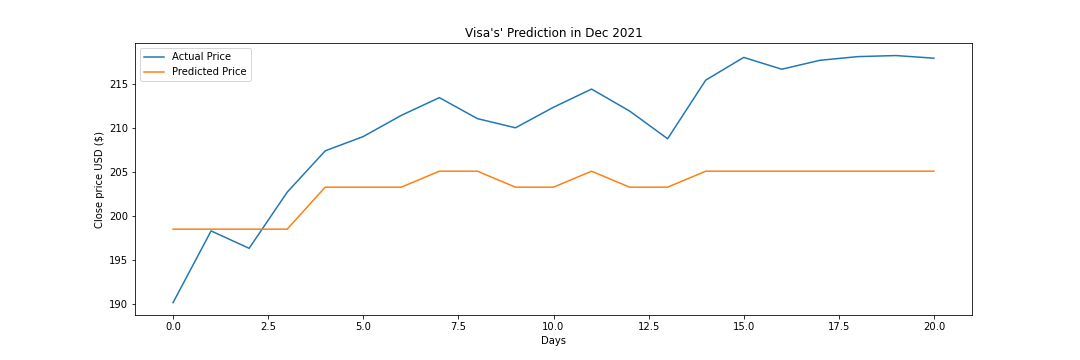 Visa's' Prediction in Dec 2021
Actual Price
Predicted Price
Close price USD ($)
215
210
205
200
195
190
0.0 2.5 5.0 7.5 10.0 12.5 15.0 17.5 20.0
Days